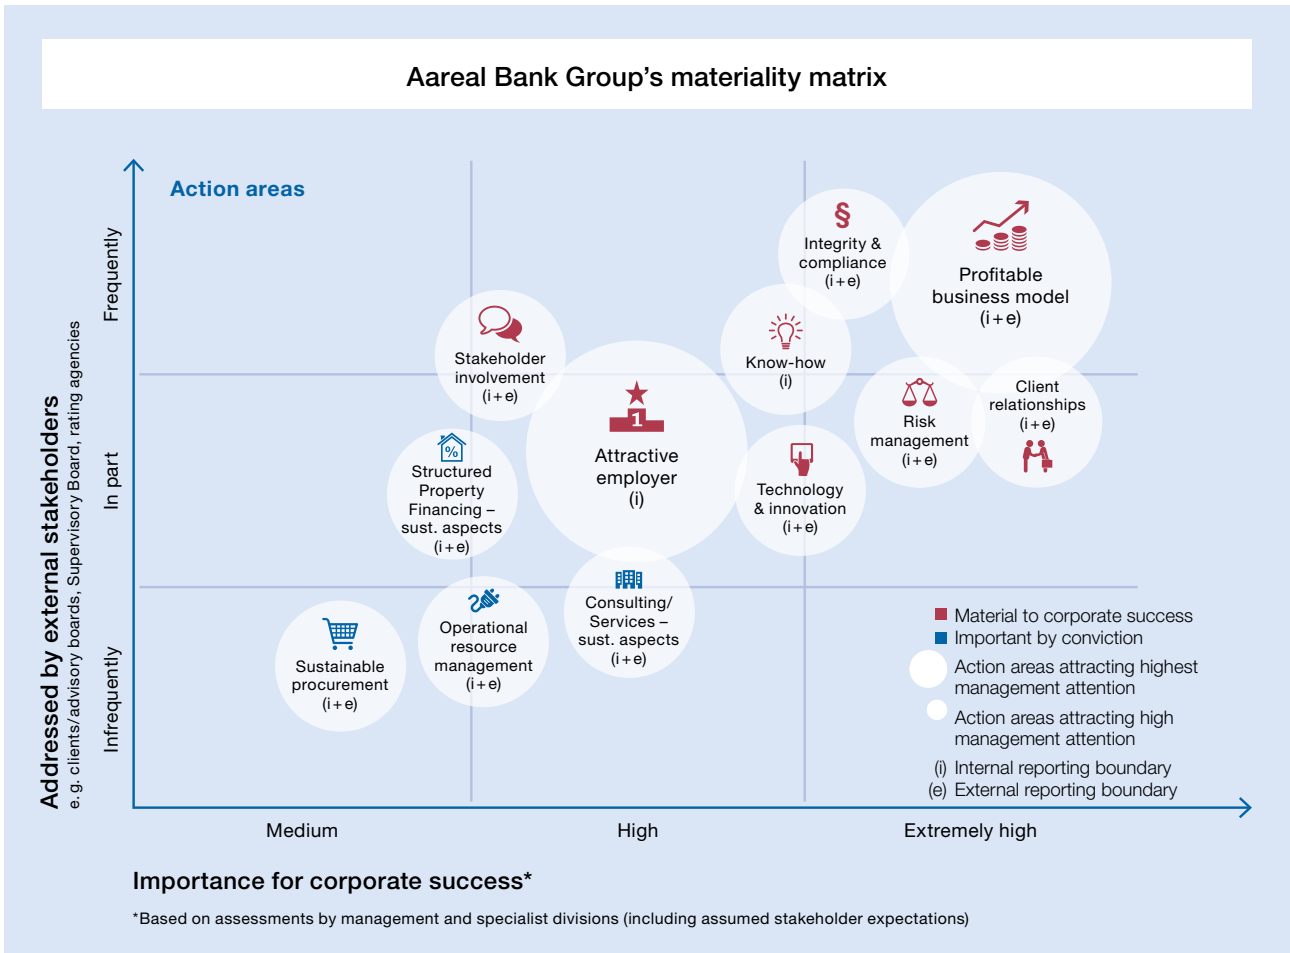 Aareal Bank Group's materiality matrix
Action areas
Addressed by external stakeholders
e. g. clients/advisory boards, Supervisory Board, rating agencies
Frequently
In part
Infrequently
§
Integrity &
compliance
(i + e)
Profitable
business model
(i + e)
Stakeholder
involvement
(i + e)
Know-how
(i)
Client
relationships
(i + e)
Risk
management
(i + e)
1
Attractive
employer
(i)
%
Structured
Property
Financing –
sust. aspects
(i + e)
Technology
& innovation
(i + e)
Consulting/
Services –
sust. aspects
(i + e)
Operational
resource
management
(i + e)
Sustainable
procurement
(i + e)
Material to corporate success
Important by conviction
Action areas attracting highest
management attention
Action areas attracting high
management attention
(i) Internal reporting boundary
(e) External reporting boundary
Medium
High
Extremely high
Importance for corporate success*
*Based on assessments by management and specialist divisions (including assumed stakeholder expectations)